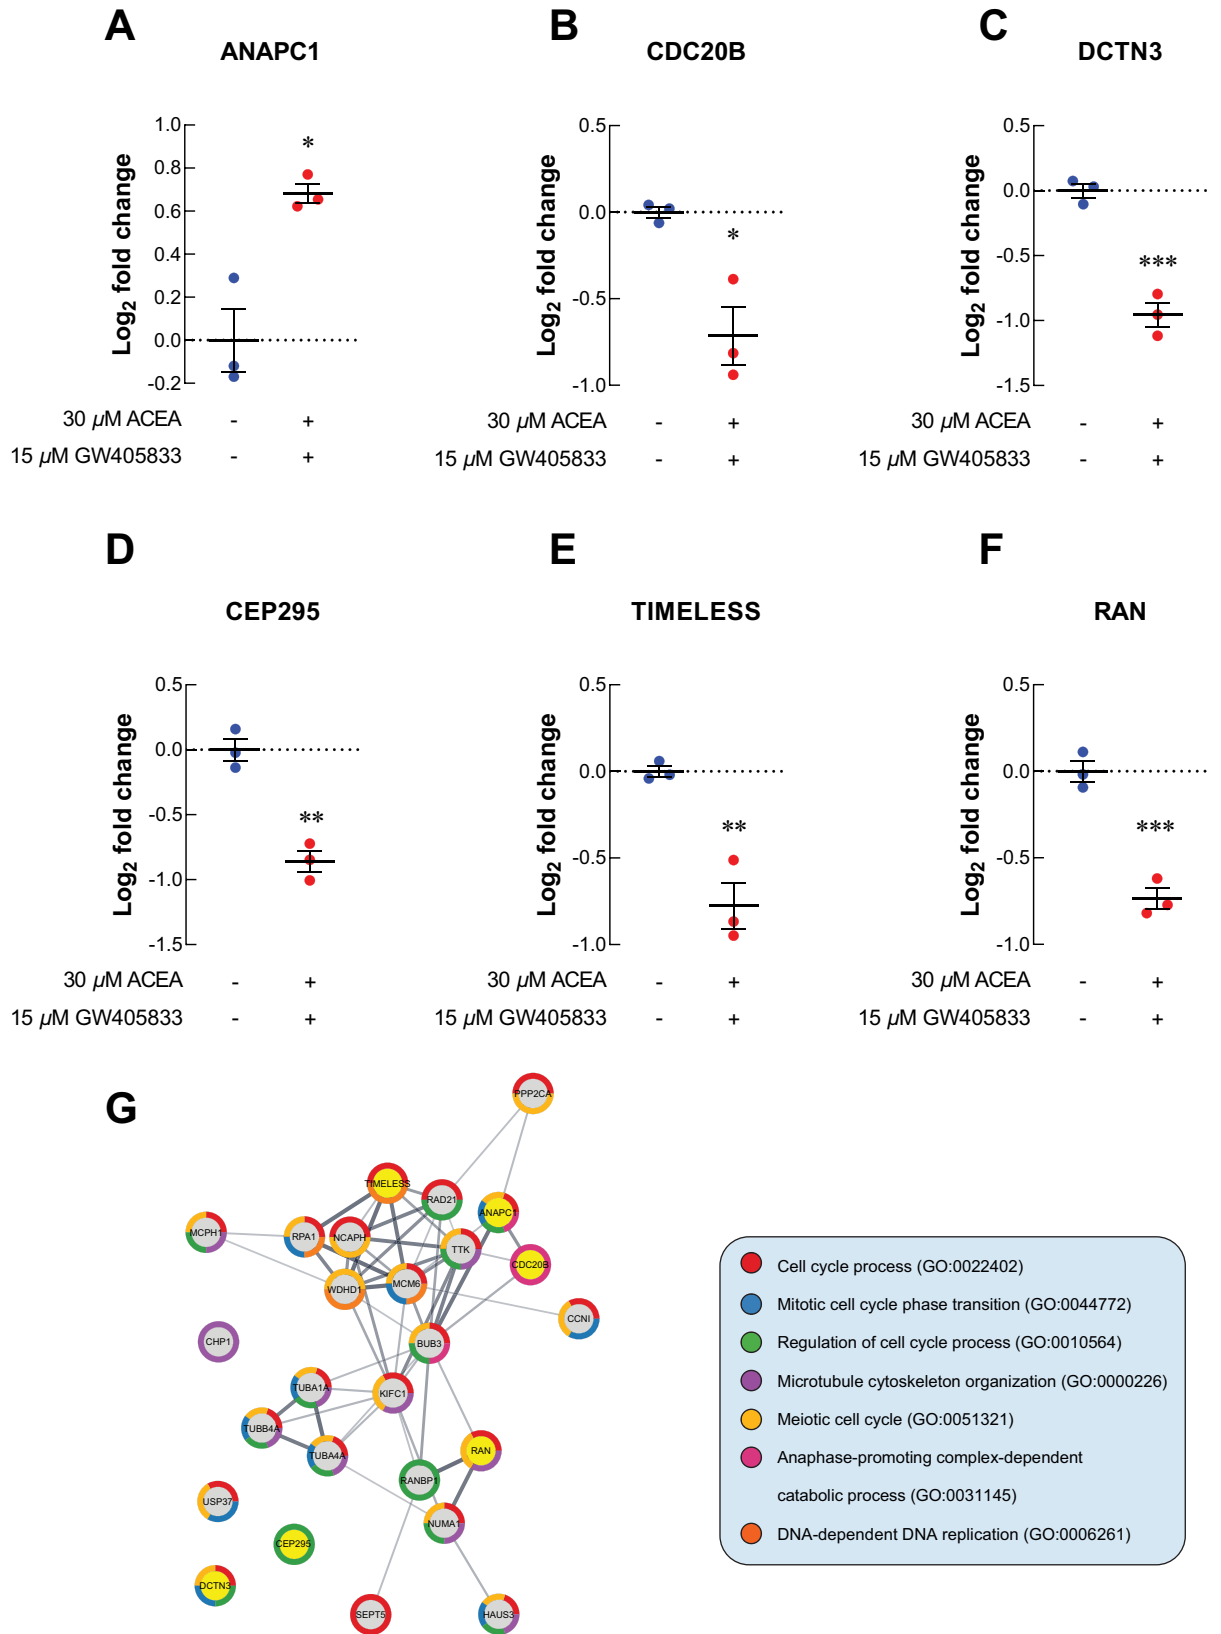 A
ANAPC1
Log2 fold change
1.0
0.8
0.6
0.4
0.2
0.0
-0.2
*
30 µM ACEA - +
15 µM GW405833 - +
B
CDC20B
Log2 fold change
0.5
0.0
-0.5
-1.0
*
30 µM ACEA - +
15 µM GW405833 - +
C
DCTN3
Log2 fold change
0.5
0.0
-0.5
-1.0
-1.5
***
30 µM ACEA - +
15 µM GW405833 - +
D
CEP295
Log2 fold change
0.5
0.0
-0.5
-1.0
-1.5
**
30 µM ACEA - +
15 µM GW405833 - +
E
TIMELESS
Log2 fold change
0.5
0.0
-0.5
-1.0
**
30 µM ACEA - +
15 µM GW405833 - +
F
RAN
Log2 fold change
0.5
0.0
-0.5
-1.0
***
30 µM ACEA - +
15 µM GW405833 - +
G
PPP2CA
TIMELESS
RAD21
ANAPC1
MCPH1
RPA1
NCAPH
TTK
CDC20B
WDHD1
MCM6
CCNI
CHP1
BUB3
TUBA1A
KIFC1
TUBB4A
TUBA4A
RAN
RANBP1
USP37
NUMA1
CEP295
DCTN3
SEPT5
HAUS3
Cell cycle process (GO:0022402)
Mitotic cell cycle phase transition (GO:0044772)
Regulation of cell cycle process (GO:0010564)
Microtubule cytoskeleton organization (GO:0000226)
Meiotic cell cycle (GO:0051321)
Anaphase-promoting complex-dependent
catabolic process (GO:0031145)
DNA-dependent DNA replication (GO:0006261)